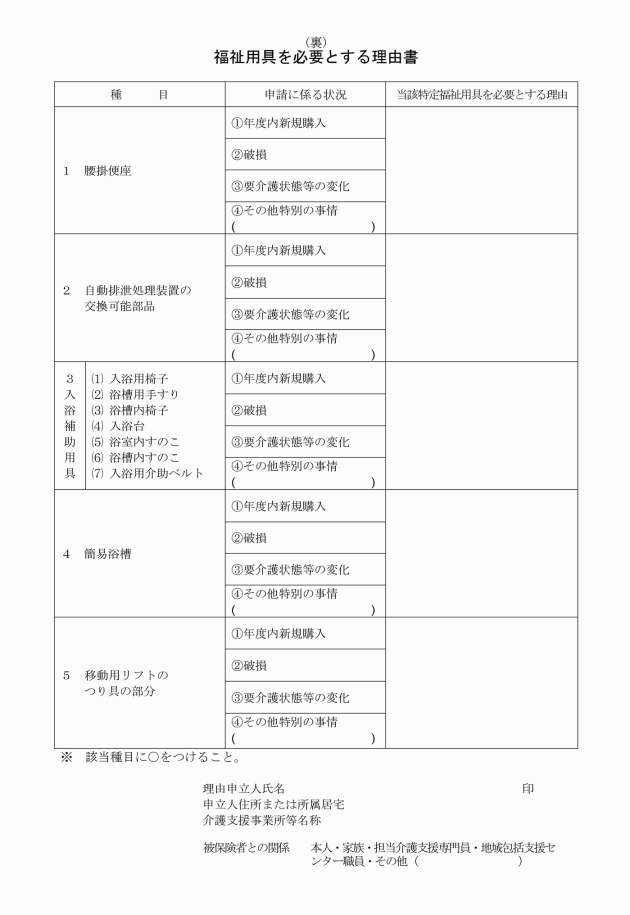 （裏）
福祉用具を必要とする理由書
種　　　目　申請に係る状況　当該特定福祉用具を必要とする理由
1　腰掛便座
①年度内新規購入
②破損
③要介護状態等の変化
④その他特別の事情
(　　　　　　　　　　　)
2　自動排泄処理装置の
交換可能部品
①年度内新規購入
②破損
③要介護状態等の変化
④その他特別の事情
(　　　　　　　　　　　)
3入浴補助用具
⑴ 入浴用椅子
⑵ 浴槽用手すり
⑶ 浴槽内椅子
⑷ 入浴台
⑸ 浴室内すのこ
⑹ 浴槽内すのこ
⑺ 入浴用介助ベルト
①年度内新規購入
②破損
③要介護状態等の変化
④その他特別の事情
(　　　　　　　　　　　)
4　簡易浴槽
①年度内新規購入
②破損
③要介護状態等の変化
④その他特別の事情
(　　　　　　　　　　　)
5　移動用リフトの
つり具の部分
①年度内新規購入
②破損
③要介護状態等の変化
④その他特別の事情
(　　　　　　　　　　　)
※　該当種目に○をつけること。
理由申立人氏名　　　　　　　　　　印
申立人住所または所属居宅
介護支援事業所等名称
被保険者との関係　本人・家族・担当介護支援専門員・地域包括支援セ
ンター職員・その他（　　　　　　　　）